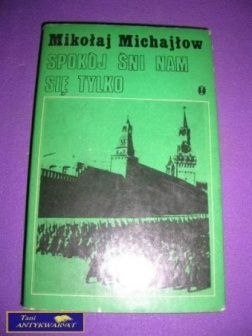 Mikołaj Michajłow
SPOKÓJ ŚNI NAM
SIĘ TYLKO
Tani
ANTYKWARIAT